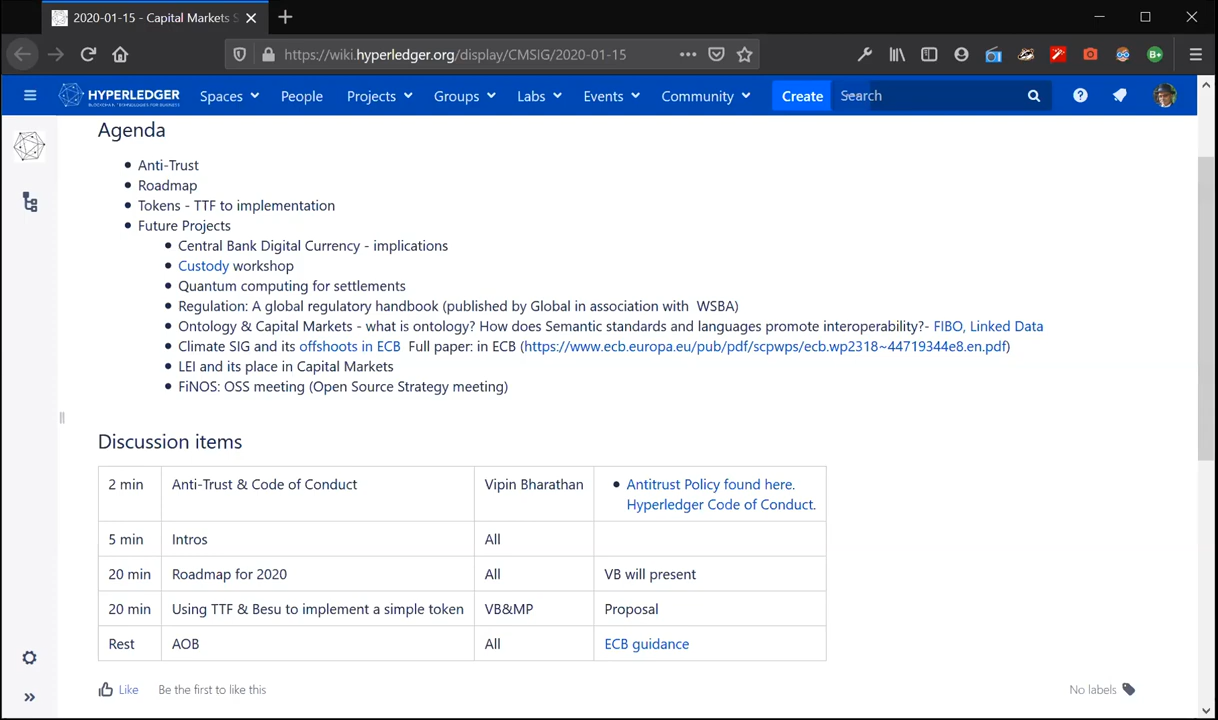 2020-01-15 - Capital Markets S
https://wiki.hyperledger.org/display/CMSIG/2020-01-15
B+
HYPERLEDGER
BLOCKCHAIN TECHNOLOGIES FOR BUSINESS
Spaces People Projects Groups Labs Events Community Create Search
Agenda
Anti-Trust
Roadmap
Tokens - TTF to implementation
Future Projects
Central Bank Digital Currency - implications
Custody workshop
Quantum computing for settlements
Regulation: A global regulatory handbook (published by Global in association with WSBA)
Ontology & Capital Markets - what is ontology? How does Semantic standards and languages promote interoperability?- FIBO, Linked Data
Climate SIG and its offshoots in ECB Full paper: in ECB (https://www.ecb.europa.eu/pub/pdf/scpwps/ecb.wp2318~44719344e8.en.pdf)
LEI and its place in Capital Markets
FiNOS: OSS meeting (Open Source Strategy meeting)
Discussion items
2 min Anti-Trust & Code of Conduct Vipin Bharathan Antitrust Policy found here.
Hyperledger Code of Conduct.
5 min Intros All
20 min Roadmap for 2020 All VB will present
20 min Using TTF & Besu to implement a simple token VB&MP Proposal
Rest AOB All ECB guidance
Like Be the first to like this No labels